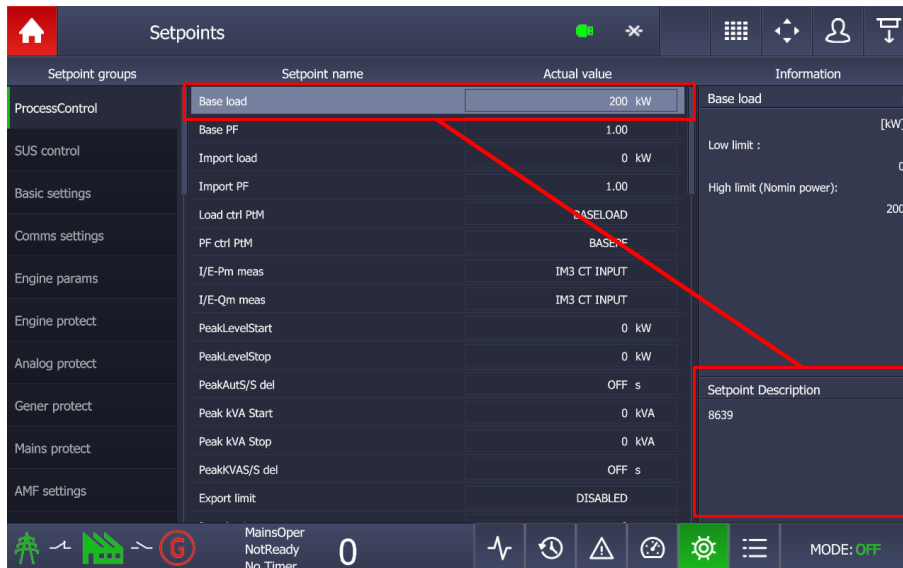 Setpoints
Setpoint groups
Setpoint name
Actual value
Information
ProcessControl
SUS control
Basic settings
Comms settings
Engine params
Engine protect
Analog protect
Gener protect
Mains protect
AMF settings
Base load 200 kW
Base PF 1.00
Import load 0 kW
Import PF 1.00
Load ctrl PtM BASELOAD
PF ctrl PtM BASEPF
I/E-Pm meas IM3 CT INPUT
I/E-Qm meas IM3 CT INPUT
PeakLevelStart 0 kW
PeakLevelStop 0 kW
PeakAutS/S del OFF s
Peak kVA Start 0 kVA
Peak kVA Stop 0 kVA
PeakKVAS/S del OFF s
Export limit DISABLED
Base load
[kW]
Low limit :
0
High limit (Nomin power):
200
Setpoint Description
8639
G
MainsOper
NotReady
No Timer
0
MODE: OFF